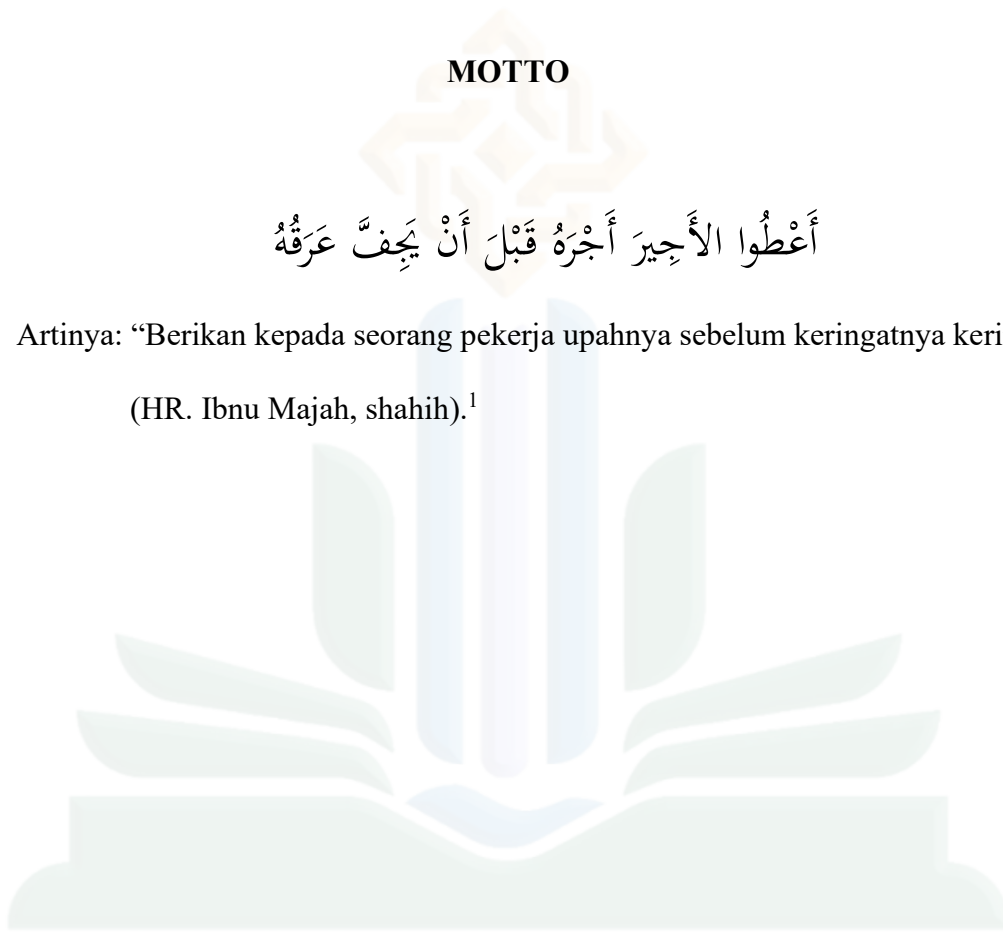 MOTTO
أَعْطُوا الأَجِيرَ أَجْرَهُ قَبْلَ أَنْ يَجِفَّ عَرَقُهُ
Artinya: “Berikan kepada seorang pekerja upahnya sebelum keringatnya keri
(HR. Ibnu Majah, shahih).1